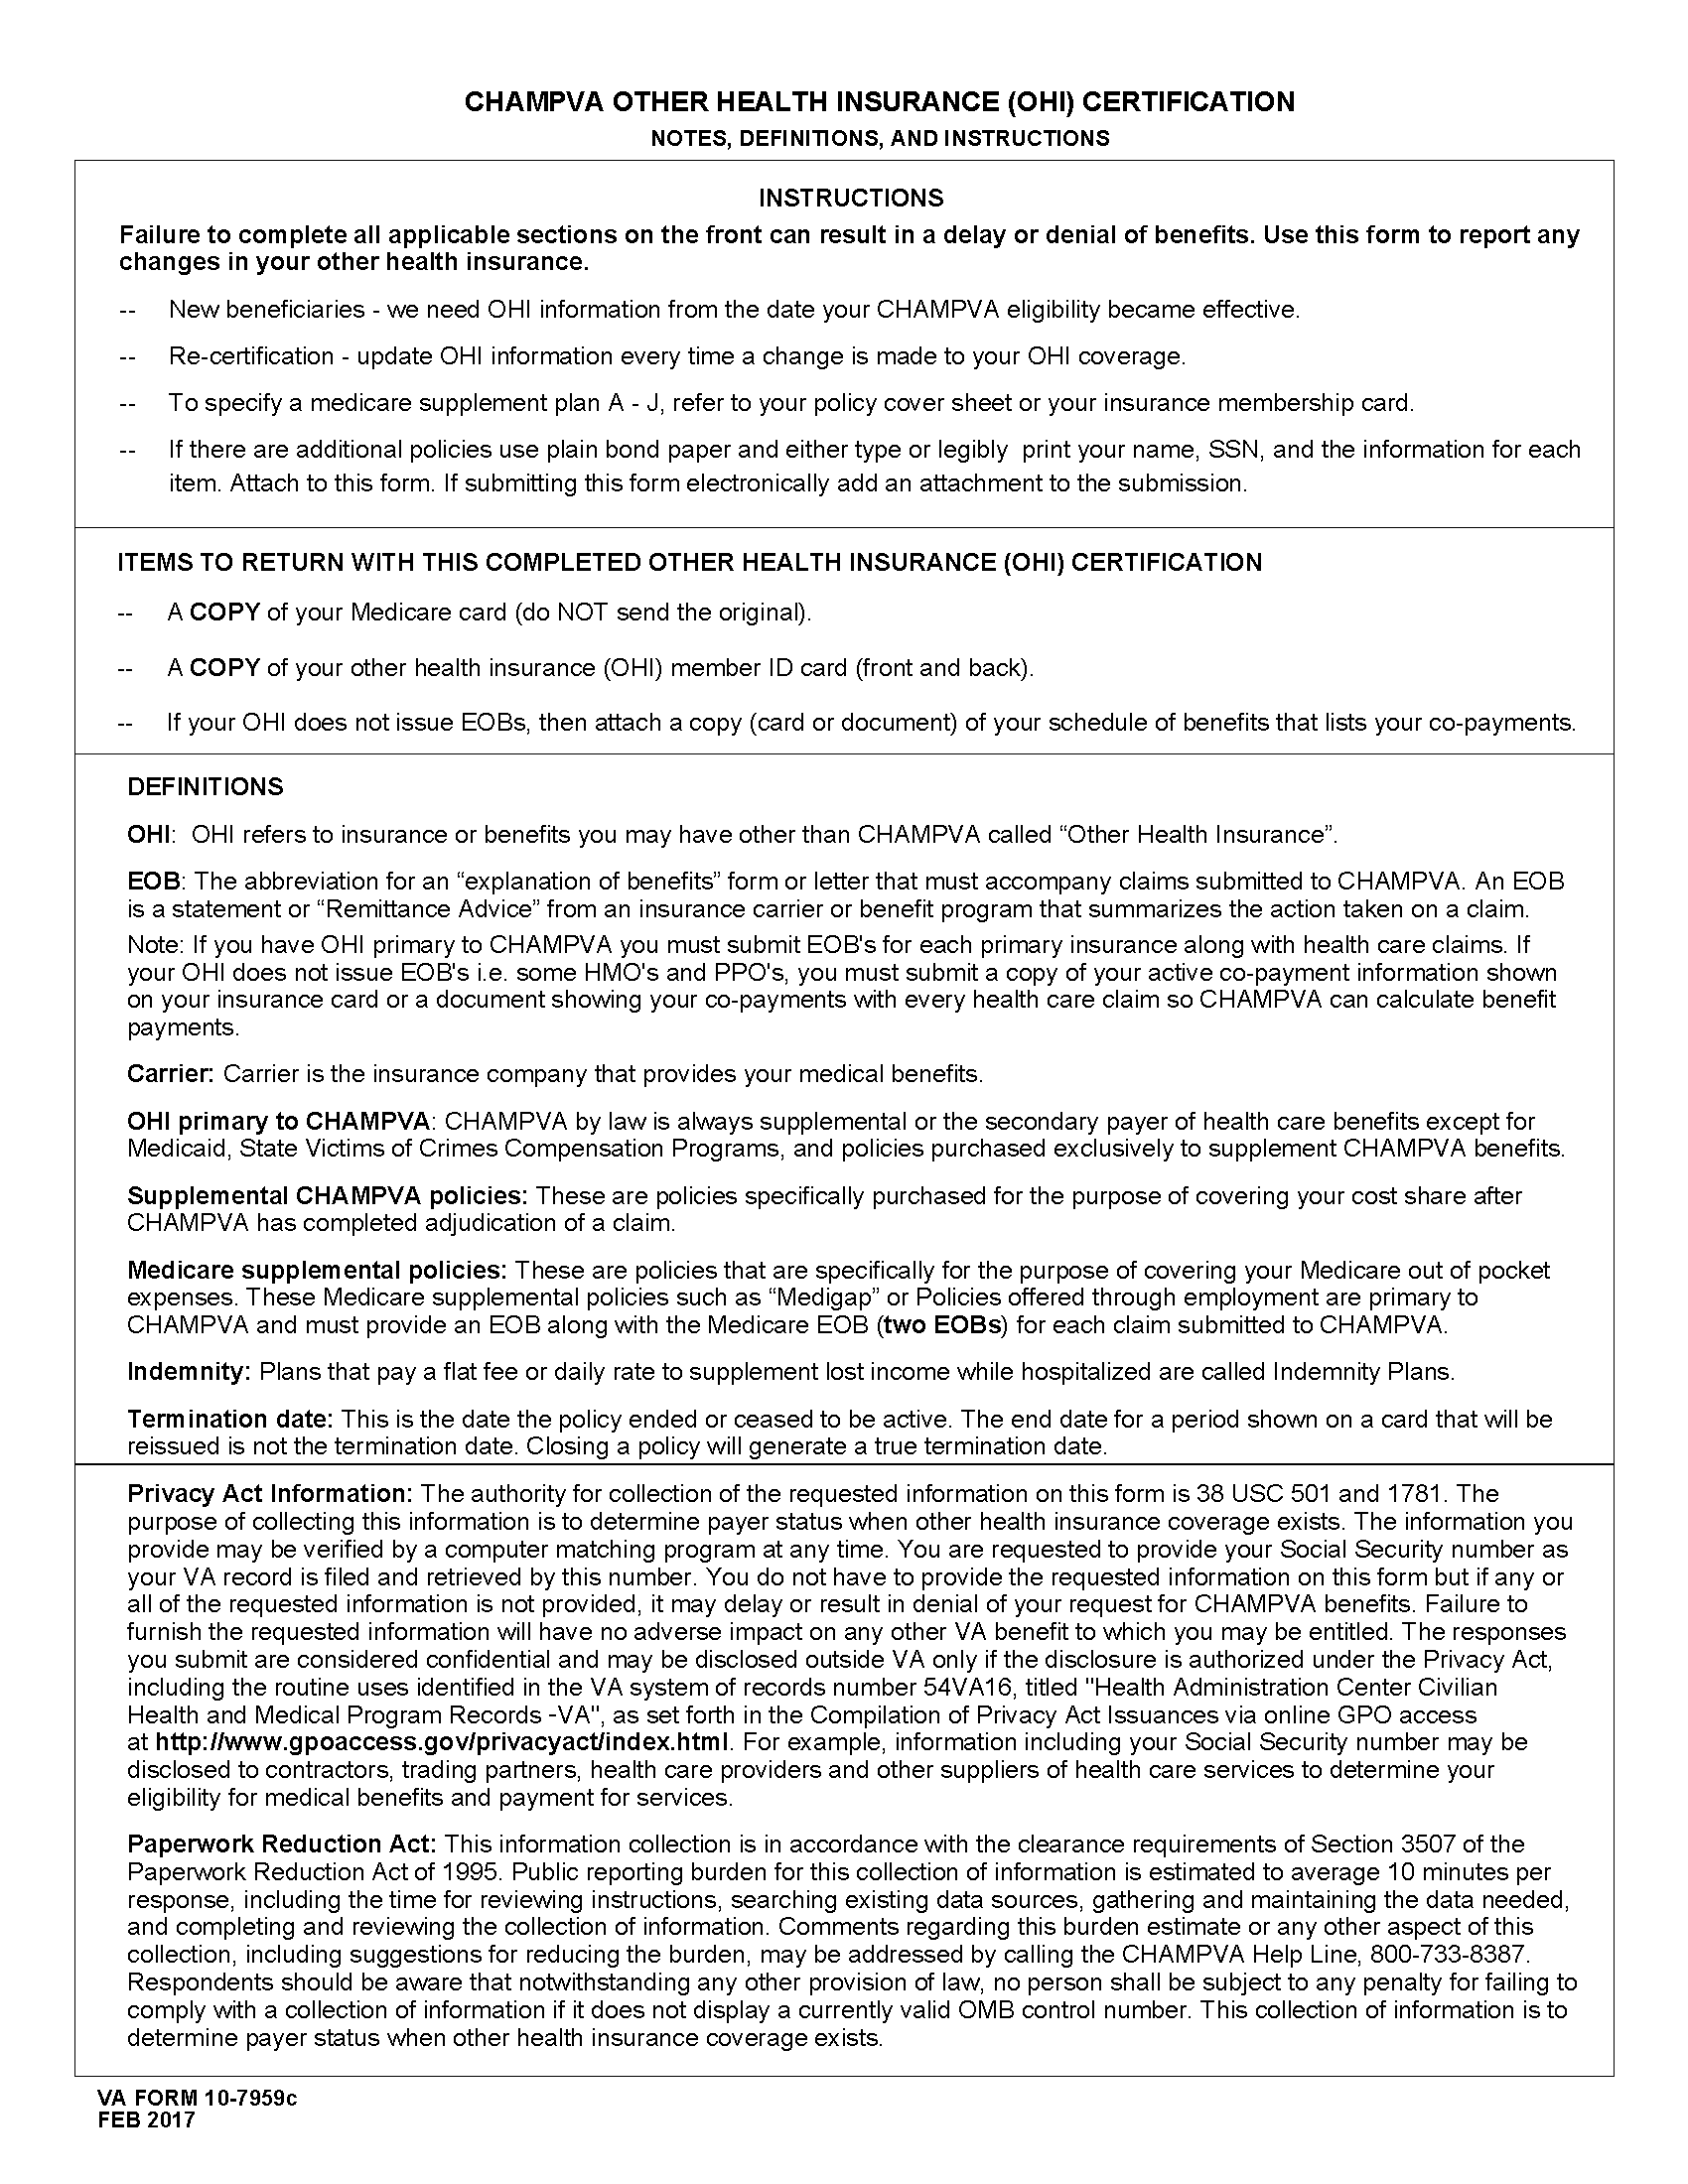 CHAMPVA OTHER HEALTH INSURANCE (OHI) CERTIFICATION
NOTES, DEFINITIONS, AND INSTRUCTIONS
INSTRUCTIONS
Failure to complete all applicable sections on the front can result in a delay or denial of benefits. Use this form to report any
changes in your other health insurance.
-- New beneficiaries - we need OHI information from the date your CHAMPVA eligibility became effective.
-- Re-certification - update OHI information every time a change is made to your OHI coverage.
-- To specify a medicare supplement plan A - J, refer to your policy cover sheet or your insurance membership card.
-- If there are additional policies use plain bond paper and either type or legibly  print your name, SSN, and the information for each
item. Attach to this form. If submitting this form electronically add an attachment to the submission.
ITEMS TO RETURN WITH THIS COMPLETED OTHER HEALTH INSURANCE (OHI) CERTIFICATION
-- A COPY of your Medicare card (do NOT send the original).
-- A COPY of your other health insurance (OHI) member ID card (front and back).
-- If your OHI does not issue EOBs, then attach a copy (card or document) of your schedule of benefits that lists your co-payments.
DEFINITIONS
OHI:  OHI refers to insurance or benefits you may have other than CHAMPVA called “Other Health Insurance”.
EOB: The abbreviation for an “explanation of benefits” form or letter that must accompany claims submitted to CHAMPVA. An EOB
is a statement or “Remittance Advice” from an insurance carrier or benefit program that summarizes the action taken on a claim.
Note: If you have OHI primary to CHAMPVA you must submit EOB's for each primary insurance along with health care claims. If
your OHI does not issue EOB's i.e. some HMO's and PPO's, you must submit a copy of your active co-payment information shown
on your insurance card or a document showing your co-payments with every health care claim so CHAMPVA can calculate benefit
payments.
Carrier: Carrier is the insurance company that provides your medical benefits.
OHI primary to CHAMPVA: CHAMPVA by law is always supplemental or the secondary payer of health care benefits except for
Medicaid, State Victims of Crimes Compensation Programs, and policies purchased exclusively to supplement CHAMPVA benefits.
Supplemental CHAMPVA policies: These are policies specifically purchased for the purpose of covering your cost share after
CHAMPVA has completed adjudication of a claim.
Medicare supplemental policies: These are policies that are specifically for the purpose of covering your Medicare out of pocket
expenses. These Medicare supplemental policies such as “Medigap” or Policies offered through employment are primary to
CHAMPVA and must provide an EOB along with the Medicare EOB (two EOBs) for each claim submitted to CHAMPVA.
Indemnity: Plans that pay a flat fee or daily rate to supplement lost income while hospitalized are called Indemnity Plans.
Termination date: This is the date the policy ended or ceased to be active. The end date for a period shown on a card that will be
reissued is not the termination date. Closing a policy will generate a true termination date.
Privacy Act Information: The authority for collection of the requested information on this form is 38 USC 501 and 1781. The
purpose of collecting this information is to determine payer status when other health insurance coverage exists. The information you
provide may be verified by a computer matching program at any time. You are requested to provide your Social Security number as
your VA record is filed and retrieved by this number. You do not have to provide the requested information on this form but if any or
all of the requested information is not provided, it may delay or result in denial of your request for CHAMPVA benefits. Failure to
furnish the requested information will have no adverse impact on any other VA benefit to which you may be entitled. The responses
you submit are considered confidential and may be disclosed outside VA only if the disclosure is authorized under the Privacy Act,
including the routine uses identified in the VA system of records number 54VA16, titled "Health Administration Center Civilian
Health and Medical Program Records -VA", as set forth in the Compilation of Privacy Act Issuances via online GPO access
at http://www.gpoaccess.gov/privacyact/index.html. For example, information including your Social Security number may be
disclosed to contractors, trading partners, health care providers and other suppliers of health care services to determine your
eligibility for medical benefits and payment for services.
Paperwork Reduction Act: This information collection is in accordance with the clearance requirements of Section 3507 of the
Paperwork Reduction Act of 1995. Public reporting burden for this collection of information is estimated to average 10 minutes per
response, including the time for reviewing instructions, searching existing data sources, gathering and maintaining the data needed,
and completing and reviewing the collection of information. Comments regarding this burden estimate or any other aspect of this
collection, including suggestions for reducing the burden, may be addressed by calling the CHAMPVA Help Line, 800-733-8387.
Respondents should be aware that notwithstanding any other provision of law, no person shall be subject to any penalty for failing to
comply with a collection of information if it does not display a currently valid OMB control number. This collection of information is to
determine payer status when other health insurance coverage exists.
VA FORM 10-7959c
FEB 2017